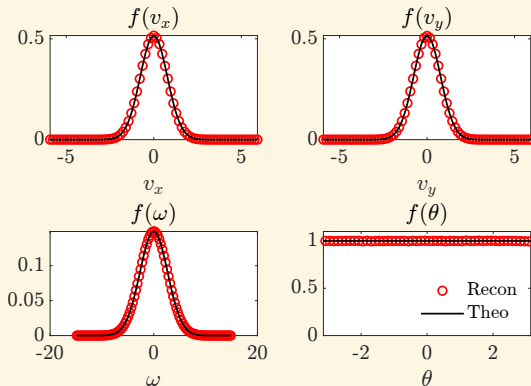 f(v_x)
0.5
0
-5 0 5
v_x
f(v_y)
0.5
0
-5 0 5
v_y
f(ω)
0.1
0.05
0
-20 0 20
ω
f(θ)
1
0.5
0
-2 0 2
θ
Recon
Theo